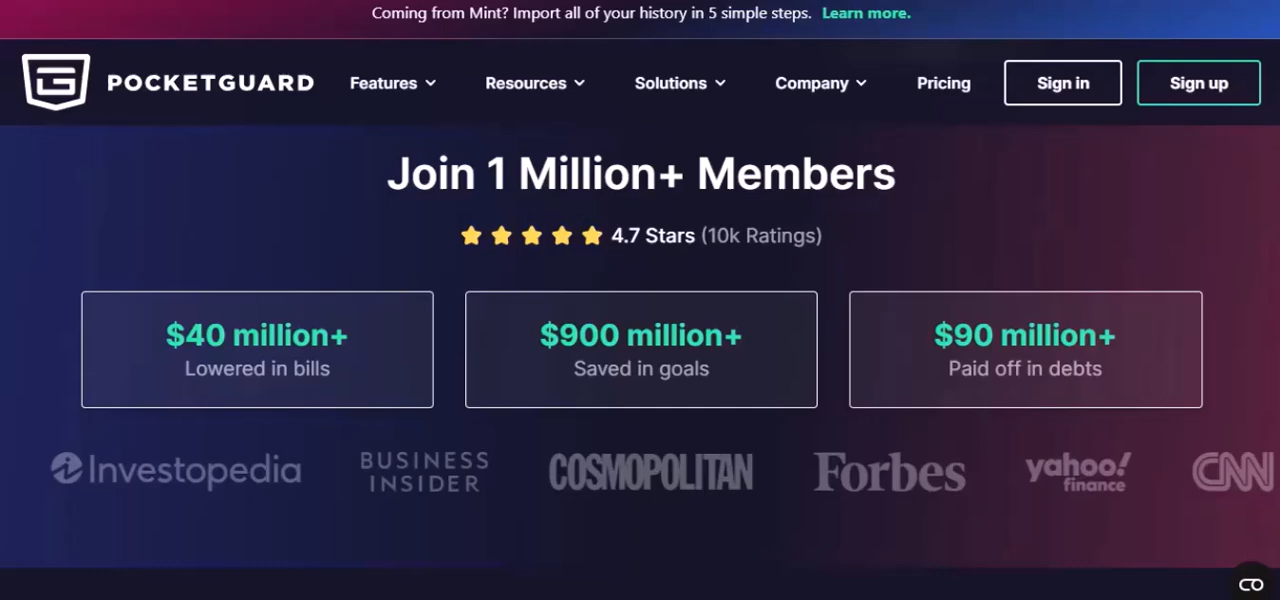 Coming from Mint? Import all of your history in 5 simple steps. Learn more.
POCKETGUARD Features Resources Solutions Company Pricing Sign in Sign up
Join 1 Million+ Members
4.7 Stars (10k Ratings)
$40 million+ $900 million+ $90 million+
Lowered in bills Saved in goals Paid off in debts
Investopedia BUSINESS INSIDER COSMOPOLITAN Forbes yahoo! finance CNN